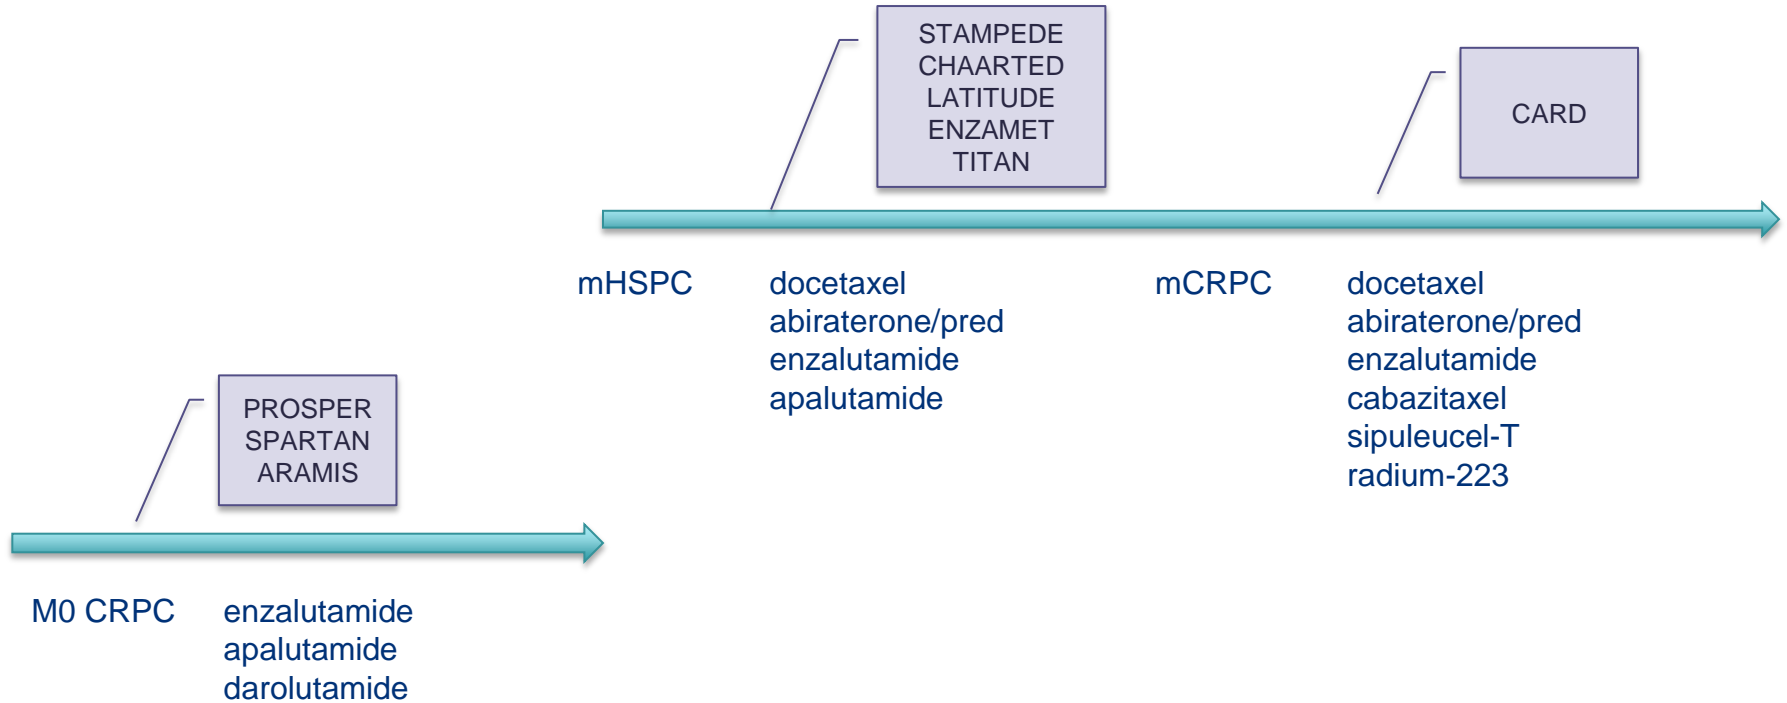 STAMPEDE
CHAARTED
LATITUDE
ENZAMET
TITAN
CARD
mHSPC
docetaxel
abiraterone/pred
enzalutamide
apalutamide
mCRPC
docetaxel
abiraterone/pred
enzalutamide
cabazitaxel
sipuleucel-T
radium-223
PROSPER
SPARTAN
ARAMIS
M0 CRPC
enzalutamide
apalutamide
darolutamide